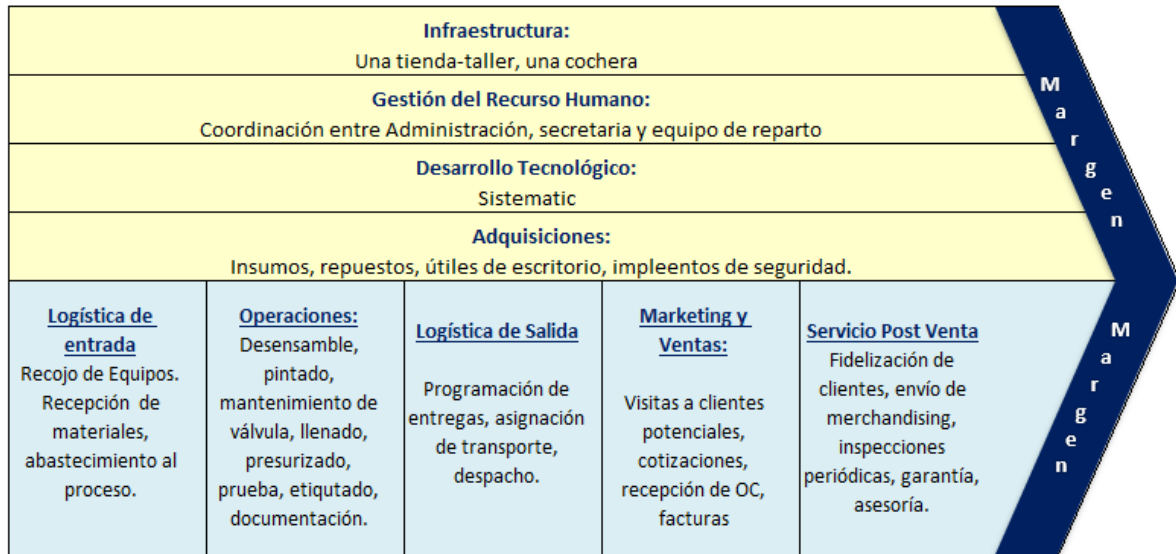 Infraestructura:
Una tienda-taller, una cochera
Gestión del Recurso Humano:
Coordinación entre Administración, secretaria y equipo de reparto
Desarrollo Tecnológico:
Sistematic
Adquisiciones:
Insumos, repuestos, útiles de escritorio, impleentos de seguridad.
Logística de
entrada
Recojo de Equipos.
Recepción de
materiales,
abastecimiento al
proceso.
Operaciones:
Desensamble,
pintado,
mantenimiento de
válvula, llenado,
presurizado,
prueba, etiqutado,
documentación.
Logística de Salida
Programación de
entregas, asignación
de transporte,
despacho.
Marketing y
Ventas:
Visitas a clientes
potenciales,
cotizaciones,
recepción de OC,
facturas
Servicio Post Venta
Fidelización de
clientes, envío de
merchandising,
inspecciones
periódicas, garantía,
asesoría.
Margen
Margen